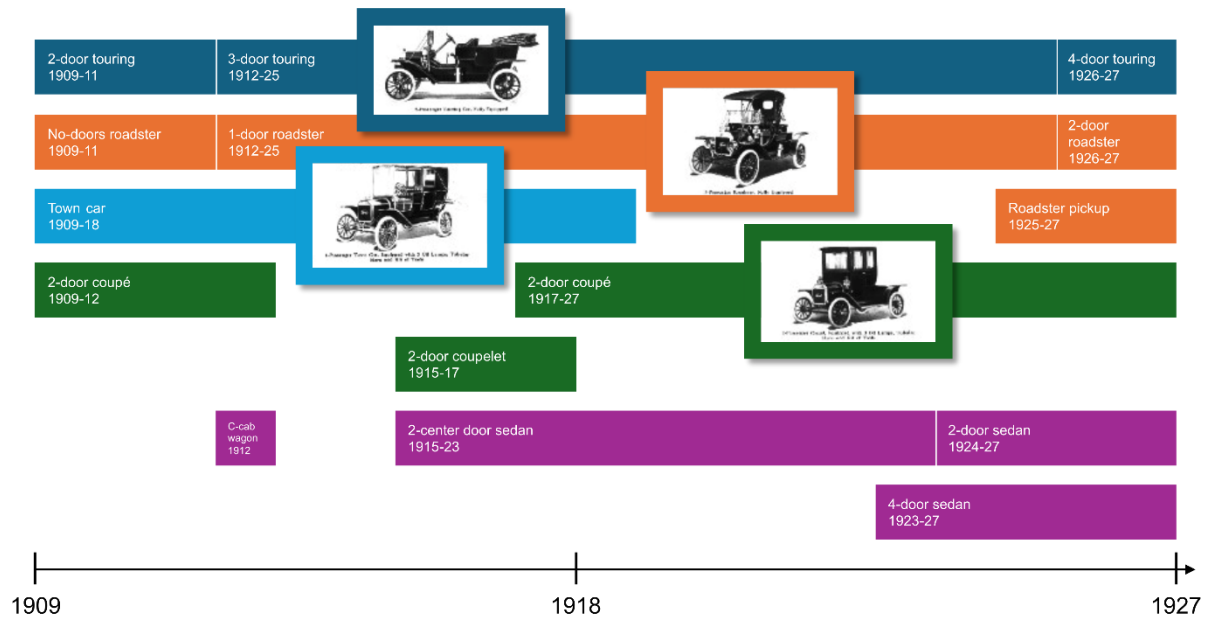 2-door touring
1909-11
3-door touring
1912-25
4-door touring
1926-27
No-doors roadster
1909-11
1-door roadster
1912-25
2-door
roadster
1926-27
Town car
1909-18
Roadster pickup
1925-27
2-door coupé
1909-12
2-door coupé
1917-27
2-door coupelet
1915-17
C-cab
wagon
1912
2-center door sedan
1915-23
2-door sedan
1924-27
4-door sedan
1923-27
1909
1918
1927